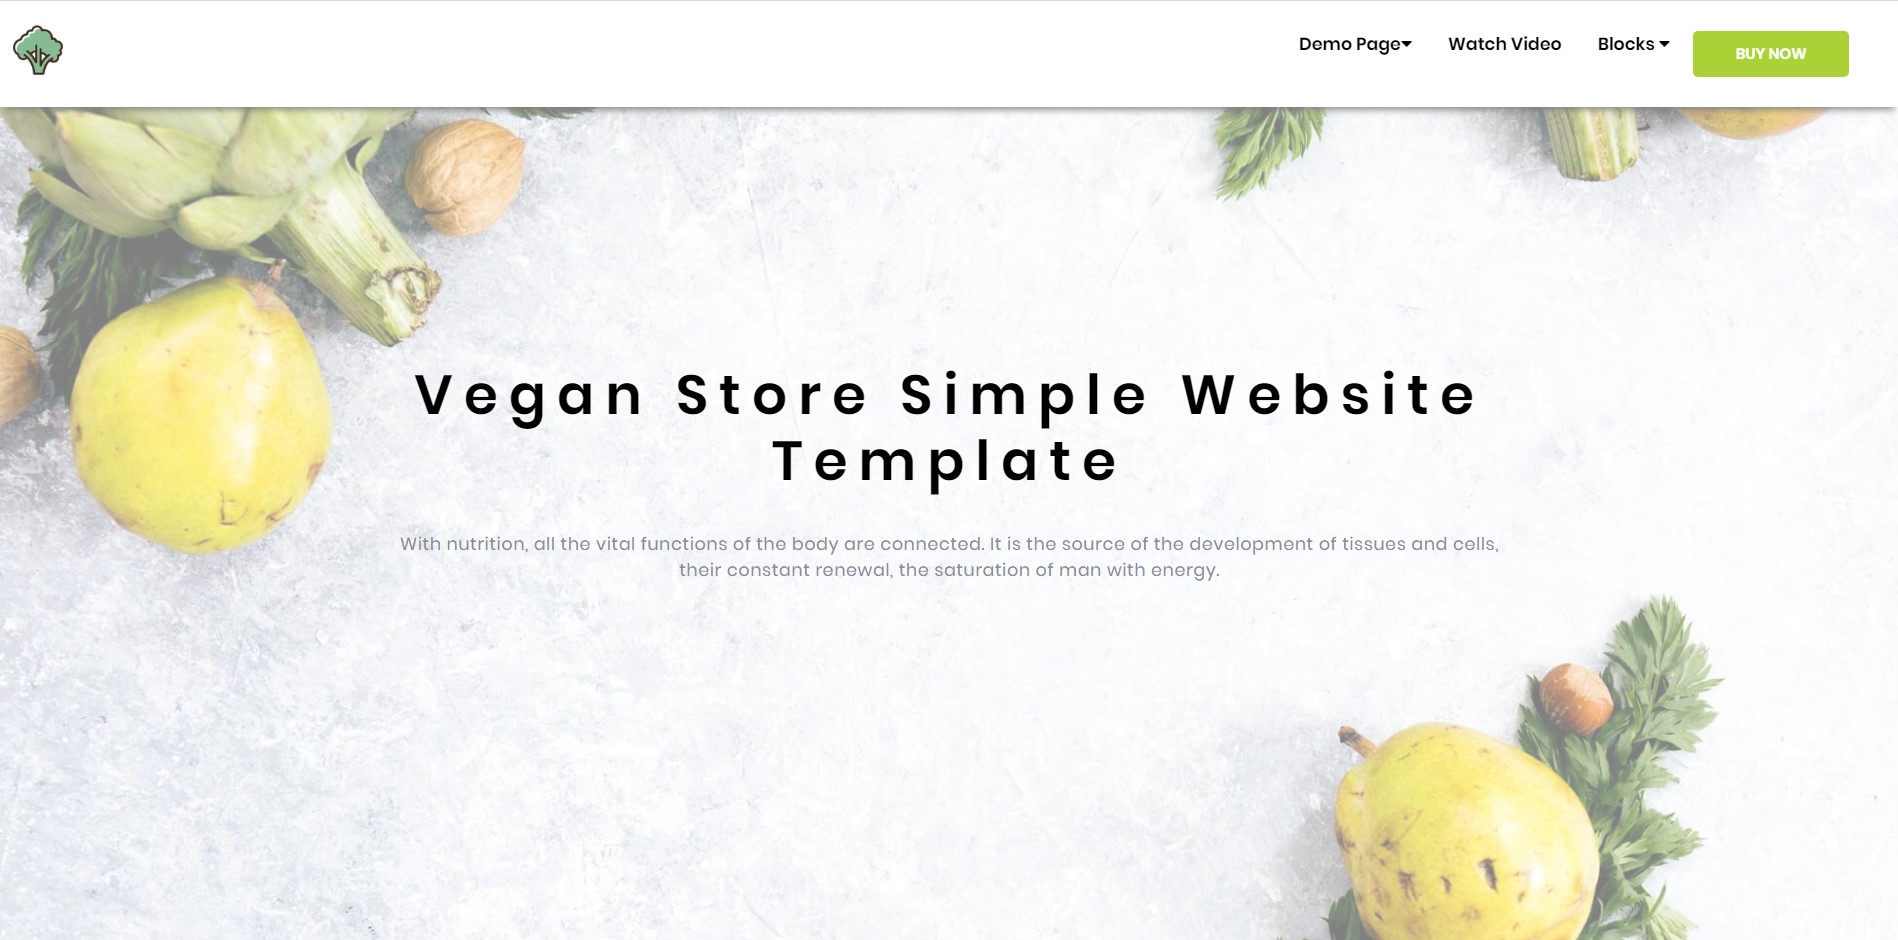 Demo Page
Watch Video
Blocks
BUY NOW
Vegan Store Simple Website
Template
With nutrition, all the vital functions of the body are connected. It is the source of the development of tissues and cells,
their constant renewal, the saturation of man with energy.